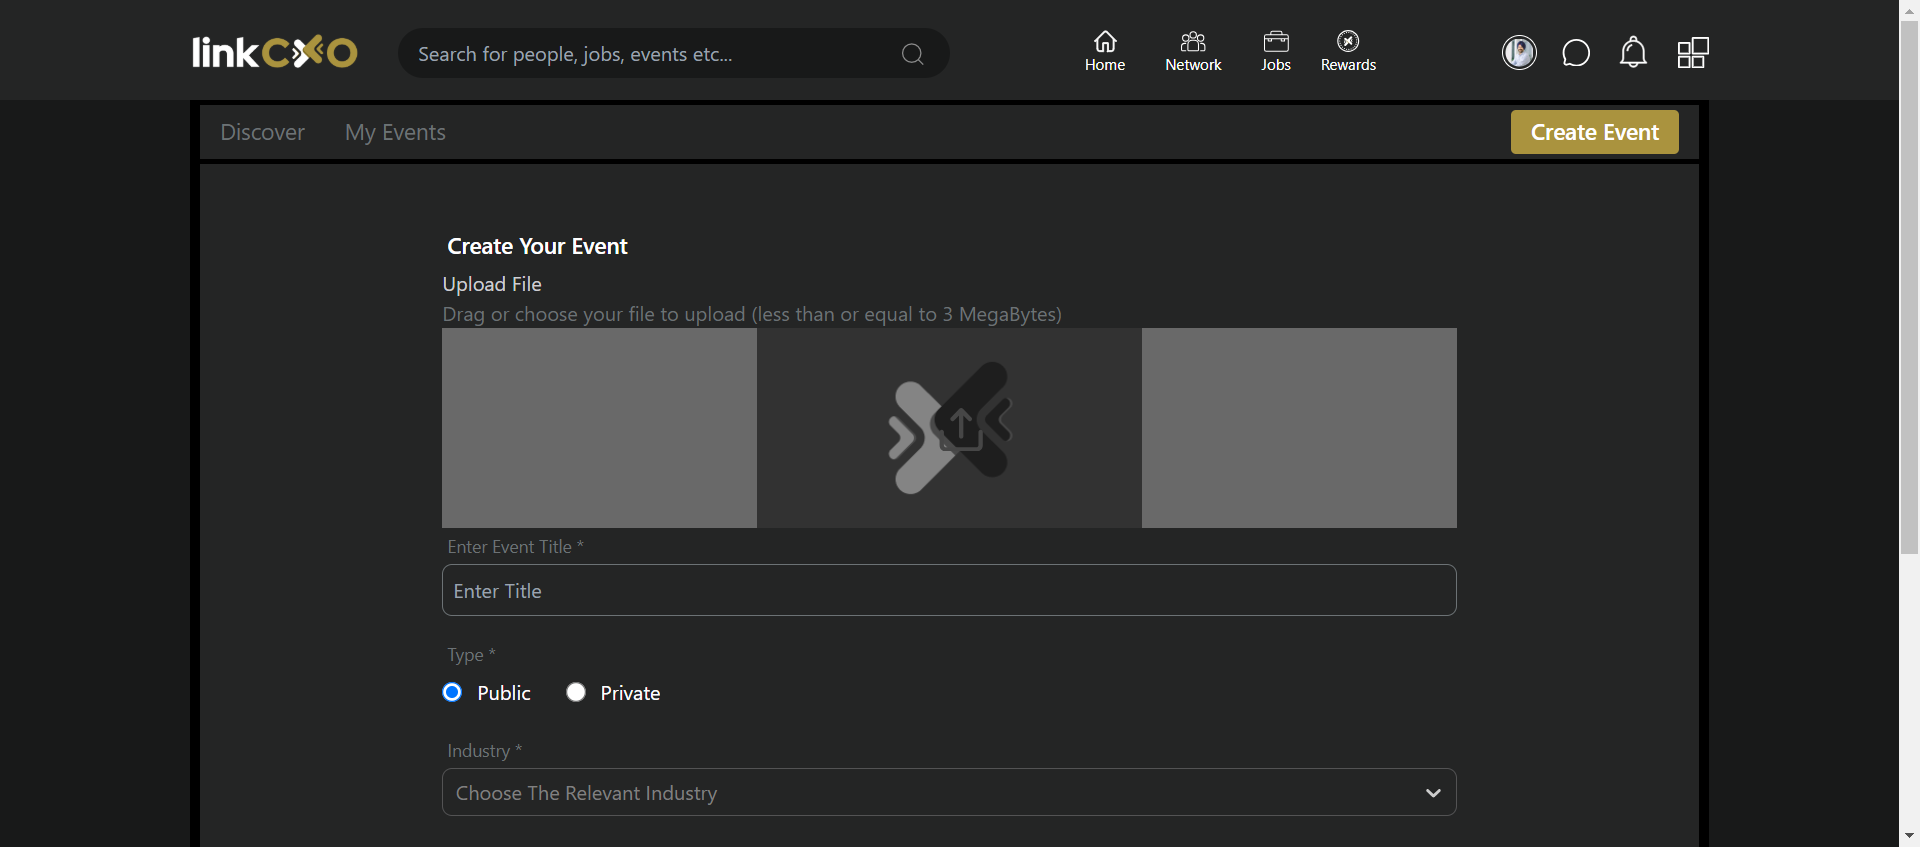 linkCXO
Search for people, jobs, events etc...
Home
Network
Jobs
Rewards
Discover
My Events
Create Event
Create Your Event
Upload File
Drag or choose your file to upload (less than or equal to 3 MegaBytes)
Enter Event Title *
Enter Title
Type *
Public
Private
Industry *
Choose The Relevant Industry